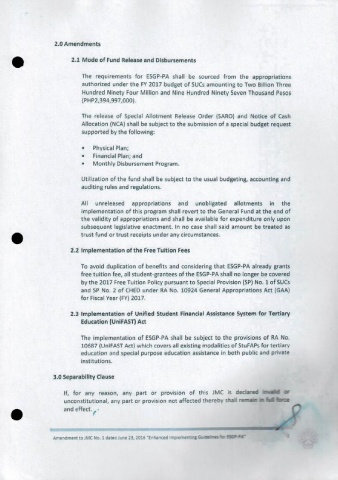 2.0 Amendments
2.1 Mode of Fund Release and Disbursements
The requirements for ESGP-PA shall be sourced from the appropriations
authorized under the FY 2017 budget of SUCs amounting to Two Billion Three
Hundred Ninety Four Million and Nine Hundred Ninety Seven Thousand Pesos
(PHP2,394,997,000).
The release of Special Allotment Release Order (SARO) and Notice of Cash
Allocation (NCA) shall be subject to the submission of a special budget request
supported by the following:
• Physical Plan;
• Financial Plan; and
• Monthly Disbursement Program.
Utilization of the fund shall be subject to the usual budgeting, accounting and
auditing rules and regulations.
All unreleased appropriations and unobligated allotments in the
implementation of this program shall revert to the General Fund at the end of
the validity of appropriations and shall be available for expenditure only upon
subsequent legislative enactment. In no case shall said amount be treated as
trust fund or trust receipts under any circumstances.
2.2 Implementation of the Free Tuition Fees
To avoid duplication of benefits and considering that ESGP-PA already grants
free tuition fee, all student-grantees of the ESGP-PA shall no longer be covered
by the 2017 Free Tuition Policy pursuant to Special Provision (SP) No. 1 of SUCs
and SP No. 2 of CHED under RA No. 10924 General Appropriations Act (GAA)
for Fiscal Year (FY) 2017.
2.3 Implementation of Unified Student Financial Assistance System for Tertiary
Education (UniFAST) Act
The implementation of ESGP-PA shall be subject to the provisions of RA No.
10687 (UniFAST Act) which covers all existing modalities of StuFAPs for tertiary
education and special purpose education assistance in both public and private
institutions.
3.0 Separability Clause
If, for any reason, any part or provision of this JMC is declared invalid or
unconstitutional, any part or provision not affected thereby shall remain in full force
and effect.
Amendment to JMC No. 1 dated June 23, 2016 "Enhanced Implementing Guidelines for ESGP-PA"